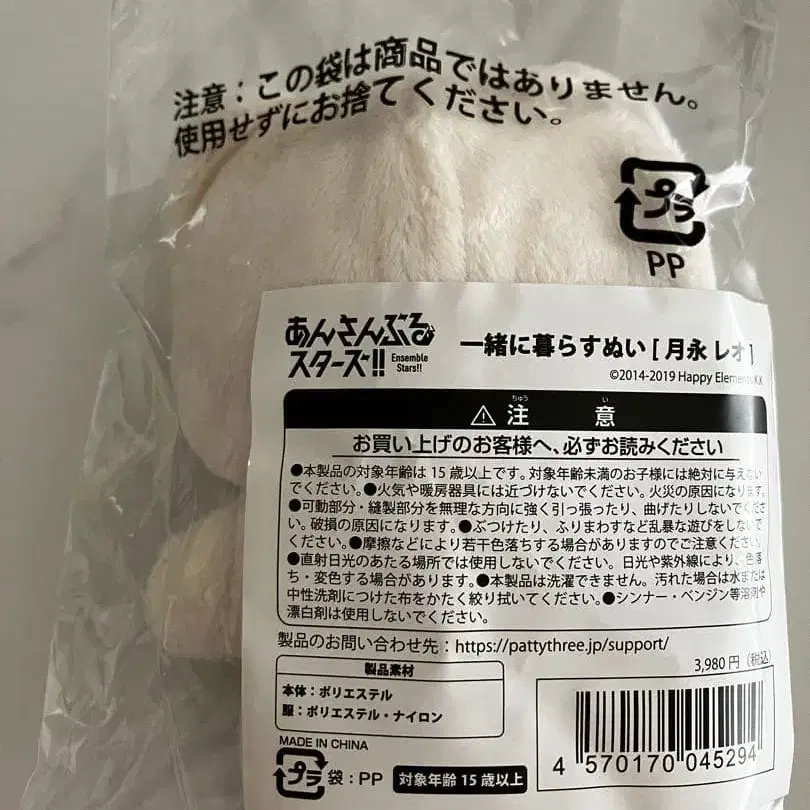 注意：この袋は商品ではありません。
使用せずにお捨てください。
プラ
PP
あんさんぶる
スターズ!!
Ensemble
Stars!!
一緒に暮らすぬい [ 月永 レオ ]
©2014-2019 Happy Elements K.K
ちゅう い
⚠注 意
お買い上げのお客様へ、必ずお読みください
●本製品の対象年齢は15歳以上です。対象年齢未満のお子様には絶対に与えない
でください。●火気や暖房器具には近づけないでください。火災の原因になります。
●可動部分・縫製部分を無理な方向に強く引っ張ったり、曲げたりしないでくださ
い。破損の原因になります。●ぶつけたり、ふりまわすなど乱暴な遊びをしないで
ください。●摩擦などにより若干色落ちする場合がありますのでご注意ください。
●直射日光のあたる場所では使用しないでください。日光や紫外線により、色落
ち・変色する場合があります。●本製品は洗濯できません。汚れた場合は水または
中性洗剤につけた布をかたく絞り拭いてください。●シンナー・ベンジン等溶剤や
漂白剤は使用しないでください。
製品のお問い合わせ先：https://pattythree.jp/support/
3,980円（税込）
製品素材
本体：ポリエステル
服：ポリエステル・ナイロン
MADE IN CHINA
プラ 袋：PP
対象年齢15歳以上
4 570170 045294